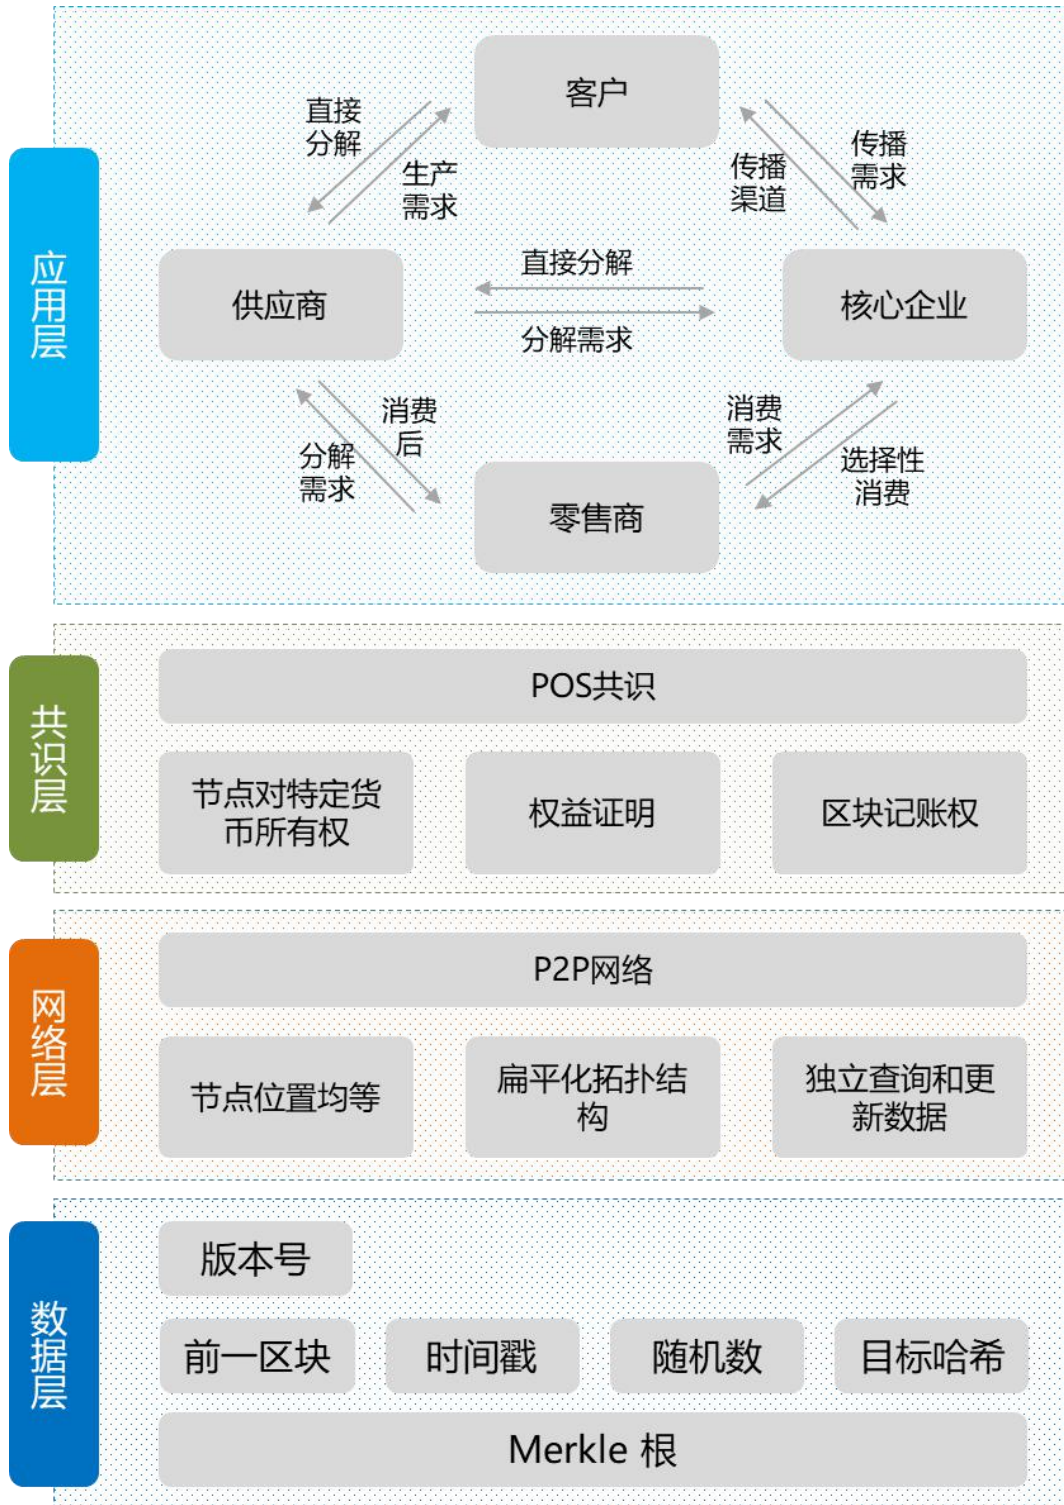 客户
直接
分解
生产
需求
传播
渠道
传播
需求
应用层
供应商
直接分解
分解需求
核心企业
消费
后
分解
需求
消费
需求
选择性
消费
零售商
共识层
POS共识
节点对特定货
币所有权
权益证明
区块记账权
网络层
P2P网络
节点位置均等
扁平化拓扑结
构
独立查询和更
新数据
数据层
版本号
前一区块
时间戳
随机数
目标哈希
Merkle 根